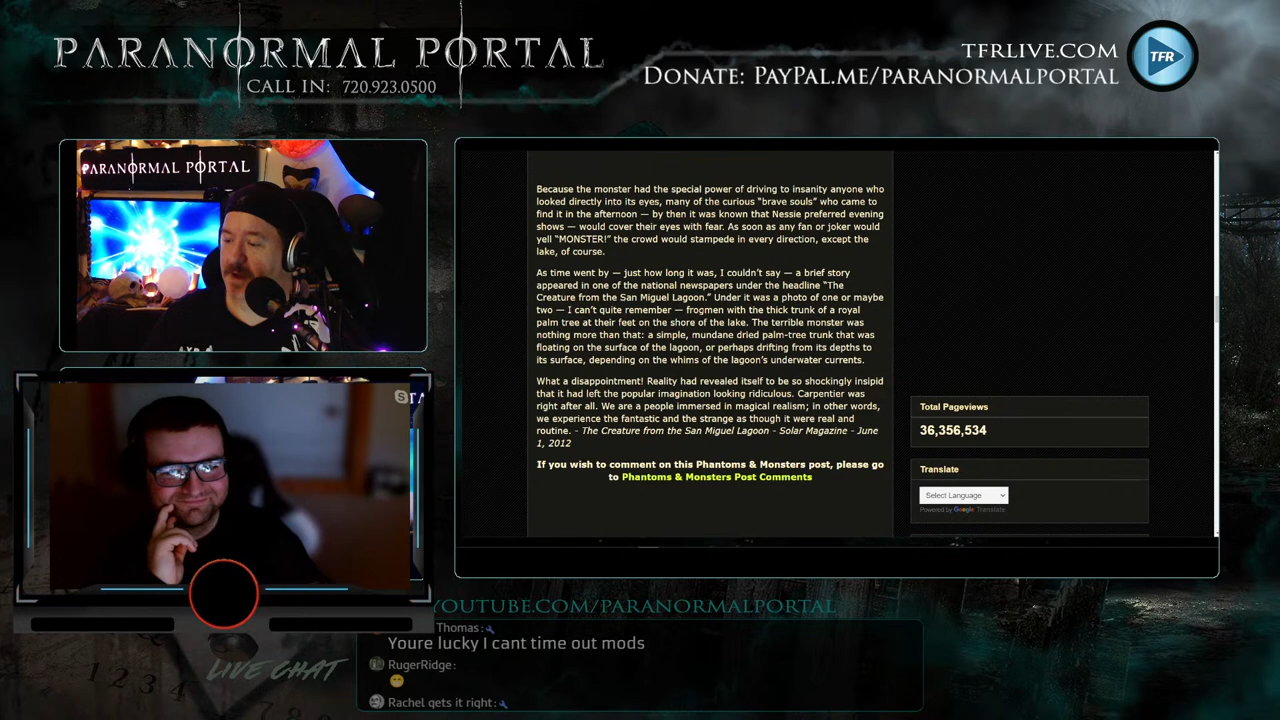 PARANORMAL PORTAL
CALL IN: 720.923.0500
TFRLIVE.COM
DONATE: PAYPAL.ME/PARANORMALPORTAL
TFR
PARANORMAL PORTAL
Because the monster had the special power of driving to insanity anyone who
looked directly into its eyes, many of the curious “brave souls” who came to
find it in the afternoon — by then it was known that Nessie preferred evening
shows — would cover their eyes with fear. As soon as any fan or joker would
yell “MONSTER!” the crowd would stampede in every direction, except the
lake, of course.
As time went by — just how long it was, I couldn’t say — a brief story
appeared in one of the national newspapers under the headline “The
Creature from the San Miguel Lagoon.” Under it was a photo of one or maybe
two — I can’t quite remember — frogmen with the thick trunk of a royal
palm tree at their feet on the shore of the lake. The terrible monster was
nothing more than that: a simple, mundane dried palm-tree trunk that was
floating on the surface of the lagoon, or perhaps drifting from its depths to
its surface, depending on the whims of the lagoon’s underwater currents.
What a disappointment! Reality had revealed itself to be so shockingly insipid
that it had left the popular imagination looking ridiculous. Carpentier was
right after all. We are a people immersed in magical realism; in other words,
we experience the fantastic and the strange as though it were real and
routine. - The Creature from the San Miguel Lagoon - Solar Magazine - June
1, 2012
If you wish to comment on this Phantoms & Monsters post, please go
to Phantoms & Monsters Post Comments
Total Pageviews
36,356,534
Translate
Select Language
Powered by Google Translate
YOUTUBE.COM/PARANORMALPORTAL
LIVE CHAT
Thomas:
Youre lucky I cant time out mods
RugerRidge:
Rachel gets it right:
1 2 3 4